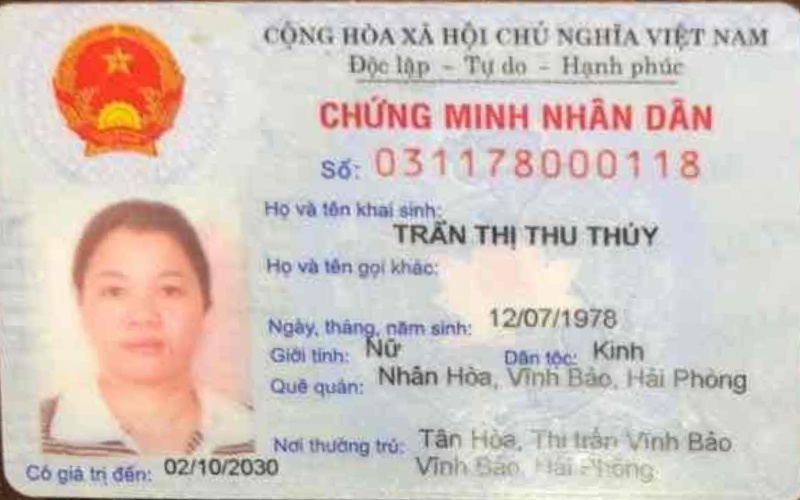 CỘNG HÒA XÃ HỘI CHỦ NGHĨA VIỆT NAM
Độc lập - Tự do - Hạnh phúc
CHỨNG MINH NHÂN DÂN
Số: 031178000118
Họ và tên khai sinh:
TRẦN THỊ THU THỦY
Họ và tên gọi khác:
Ngày, tháng, năm sinh: 12/07/1978
Giới tính: Nữ Dân tộc: Kinh
Quê quán: Nhân Hòa, Vĩnh Bảo, Hải Phòng
Nơi thường trú: Tân Hòa, Thị trấn Vĩnh Bảo
Vĩnh Bảo, Hải Phòng
Có giá trị đến: 02/10/2030